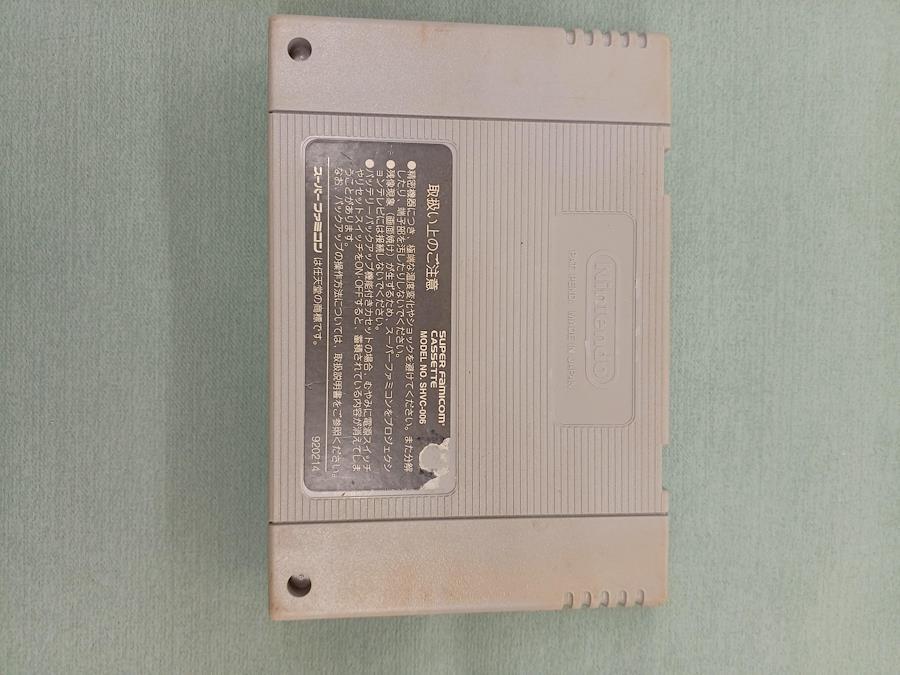 Nintendo
PAT. PEND. MADE IN JAPAN
SUPER FAMICOM
CASSETTE
MODEL NO. SHVC-006
取扱い上のご注意
●精密機器につき、極端な温度変化やショックを避けてください。また分解
したり、端子部を汚したりしないでください。
●残像現象（画面焼け）が生ずるため、スーパーファミコンをプロジェクシ
ョンテレビには接続しないでください。
●バッテリーバックアップ機能付きカセットの場合、むやみに電源スイッチ
やリセットスイッチをON・OFFすると、蓄積されている内容が消えてしま
うことがあります。
なお、バックアップの操作方法については、取扱説明書をご参照ください。
スーパーファミコンは任天堂の商標です。
920214